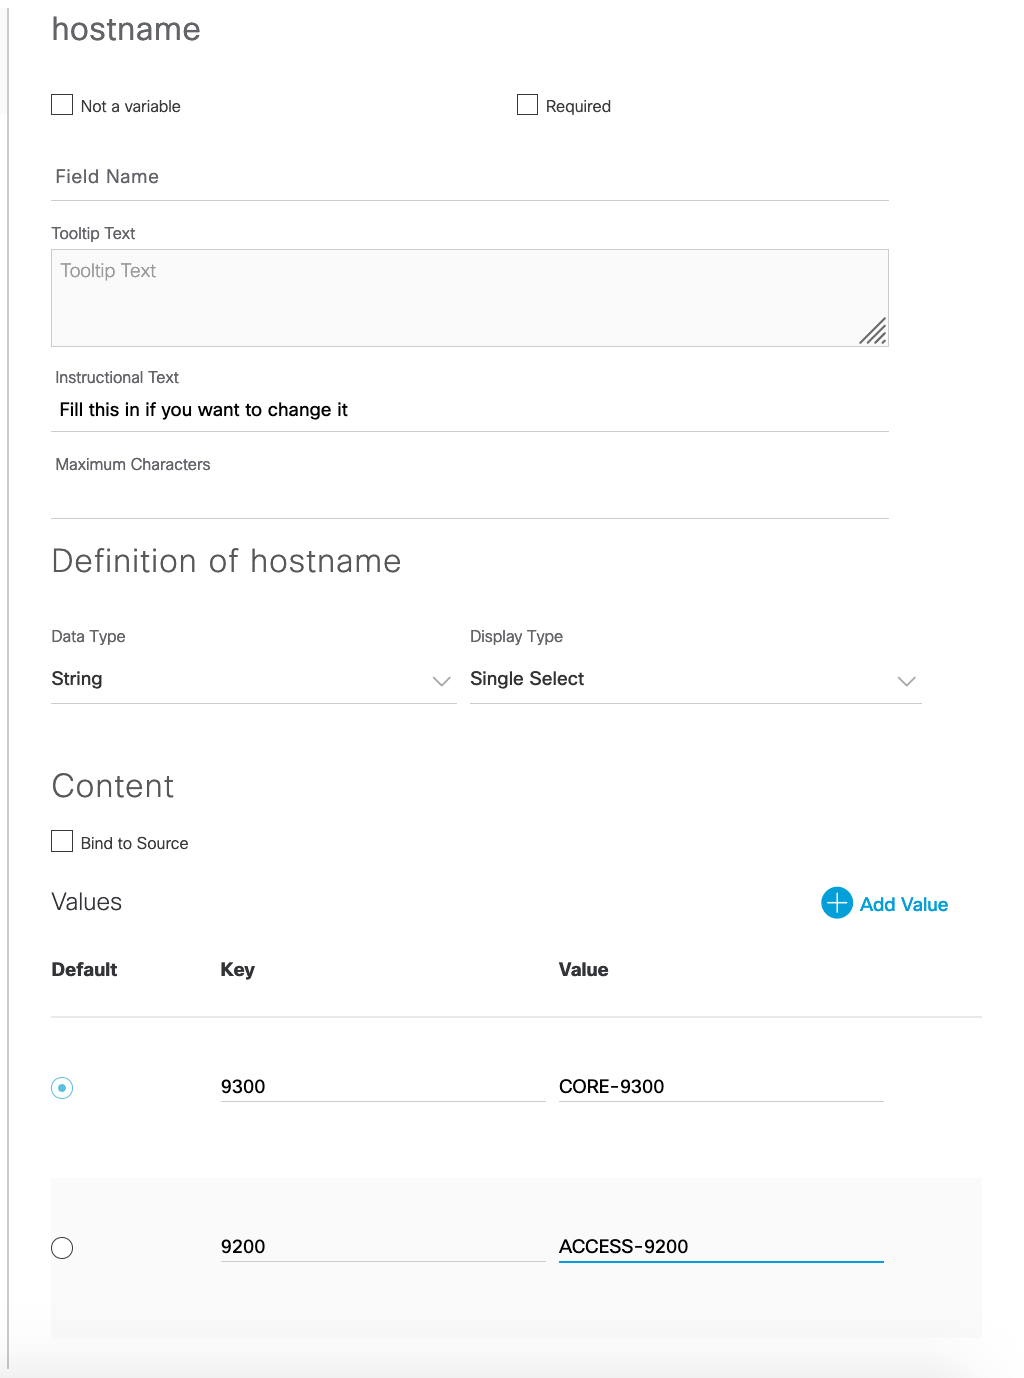 hostname
Not a variable
Required
Field Name
Tooltip Text
Tooltip Text
Instructional Text
Fill this in if you want to change it
Maximum Characters
Definition of hostname
Data Type
Display Type
String
Single Select
Content
Bind to Source
Values
Add Value
Default Key Value
9300 CORE-9300
9200 ACCESS-9200